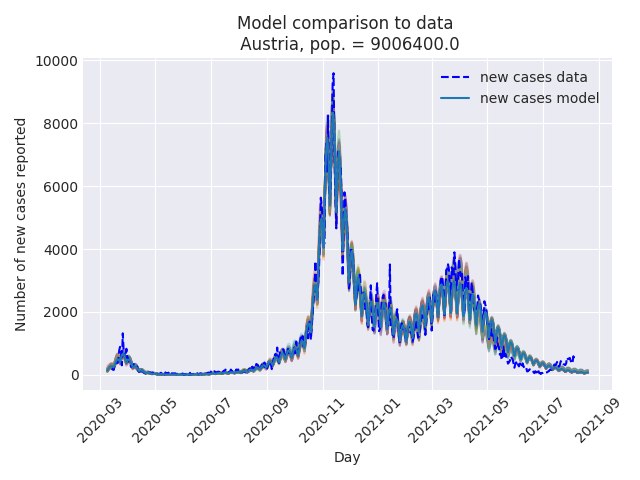 Model comparison to data
Austria, pop. = 9006400.0
new cases data
new cases model
Number of new cases reported
10000
8000
6000
4000
2000
0
2020-03
2020-05
2020-07
2020-09
2020-11
2021-01
2021-03
2021-05
2021-07
2021-09
Day